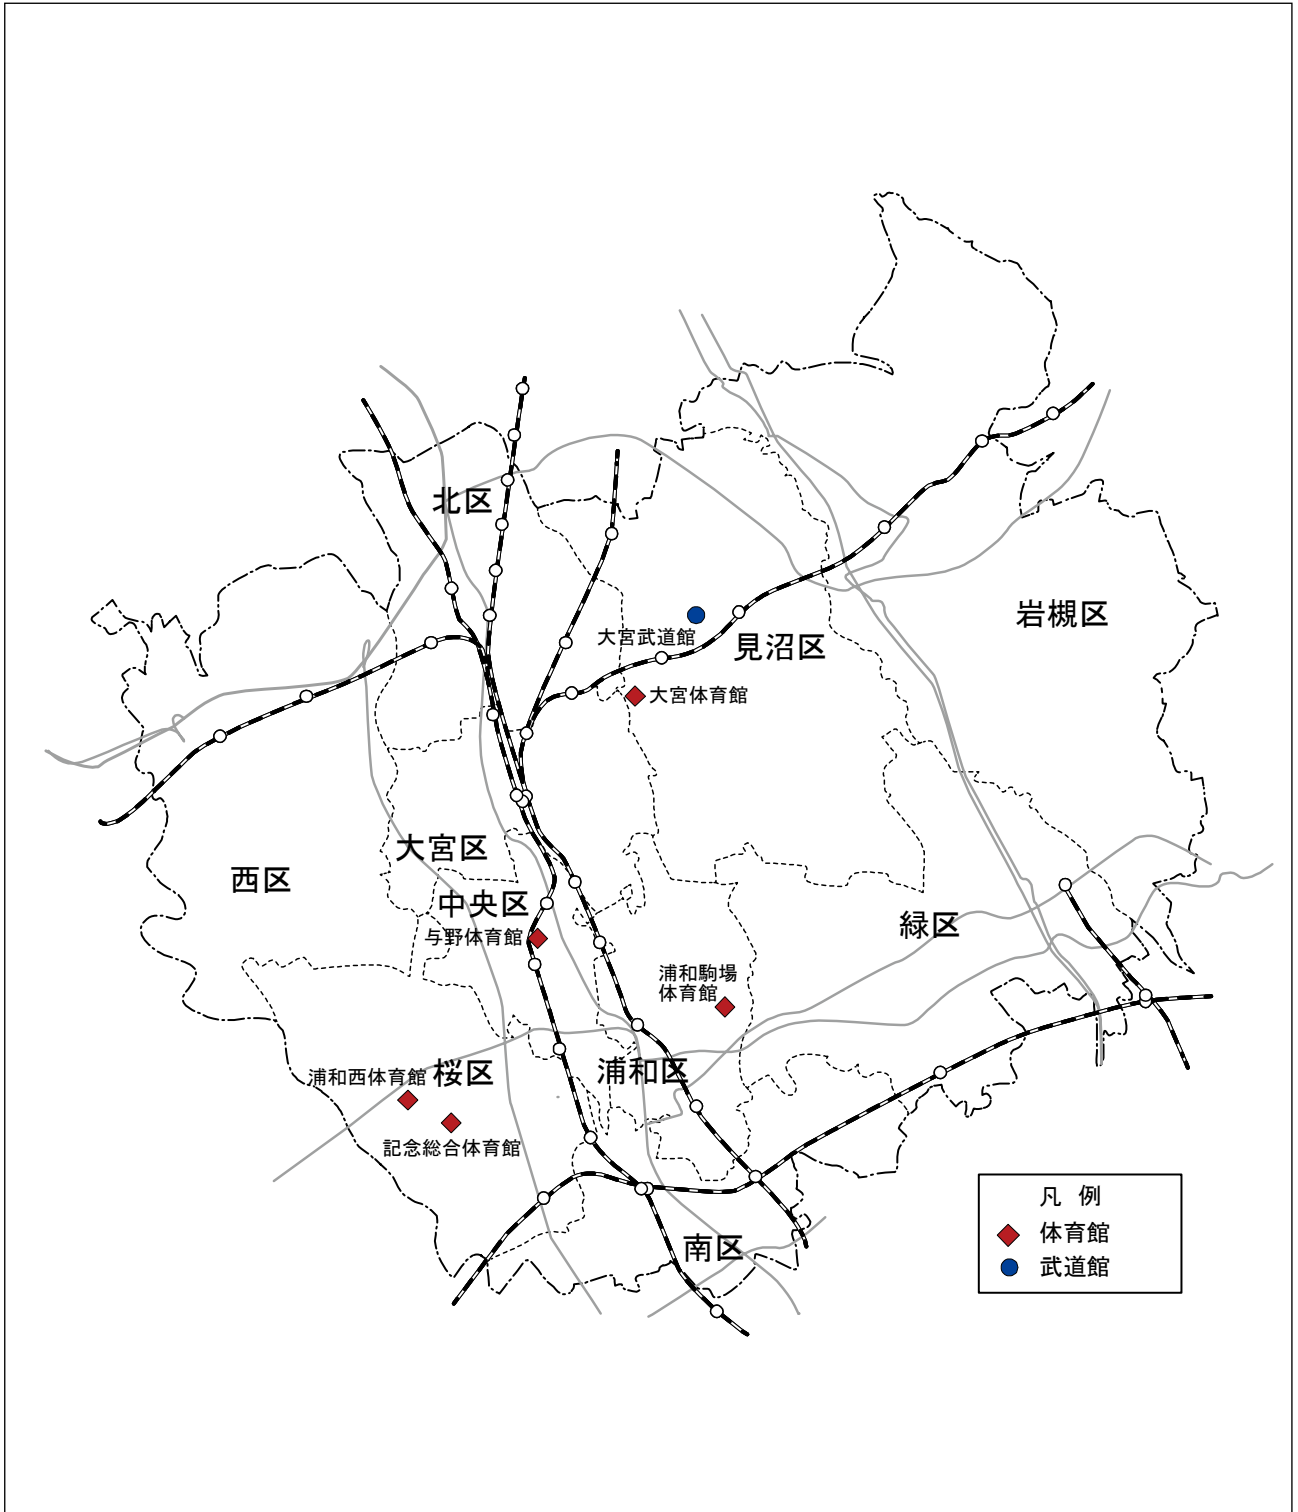 北区
岩槻区
大宮武道館
見沼区
大宮体育館
大宮区
西区
中央区
緑区
与野体育館
浦和駒場
体育館
浦和西体育館
桜区
浦和区
記念総合体育館
南区
凡 例
体育館
武道館